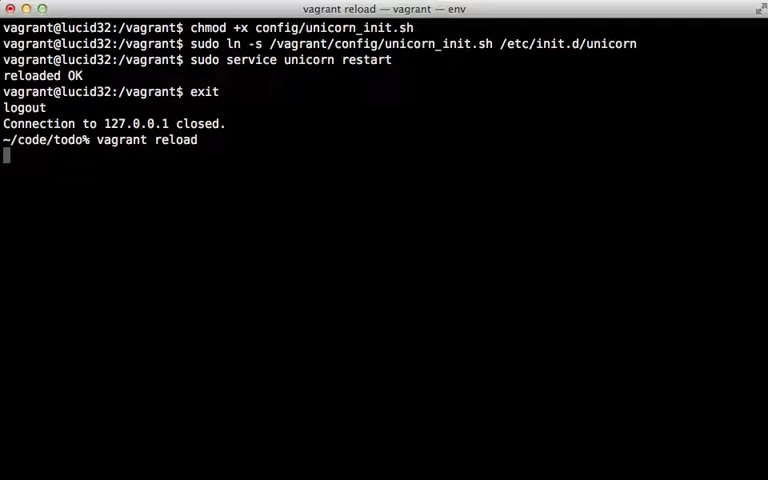 vagrant reload — vagrant — env
vagrant@lucid32:/vagrant$ chmod +x config/unicorn_init.sh
vagrant@lucid32:/vagrant$ sudo ln -s /vagrant/config/unicorn_init.sh /etc/init.d/unicorn
vagrant@lucid32:/vagrant$ sudo service unicorn restart
reloaded OK
vagrant@lucid32:/vagrant$ exit
logout
Connection to 127.0.0.1 closed.
~/code/todo% vagrant reload